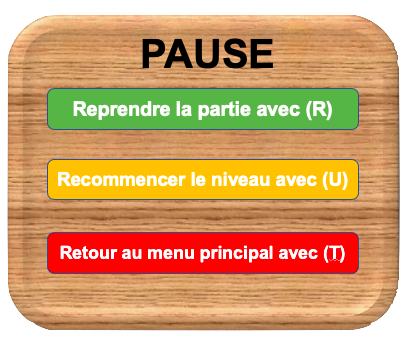 PAUSE
Reprendre la partie avec (R)
Recommencer le niveau avec (U)
Retour au menu principal avec (T)